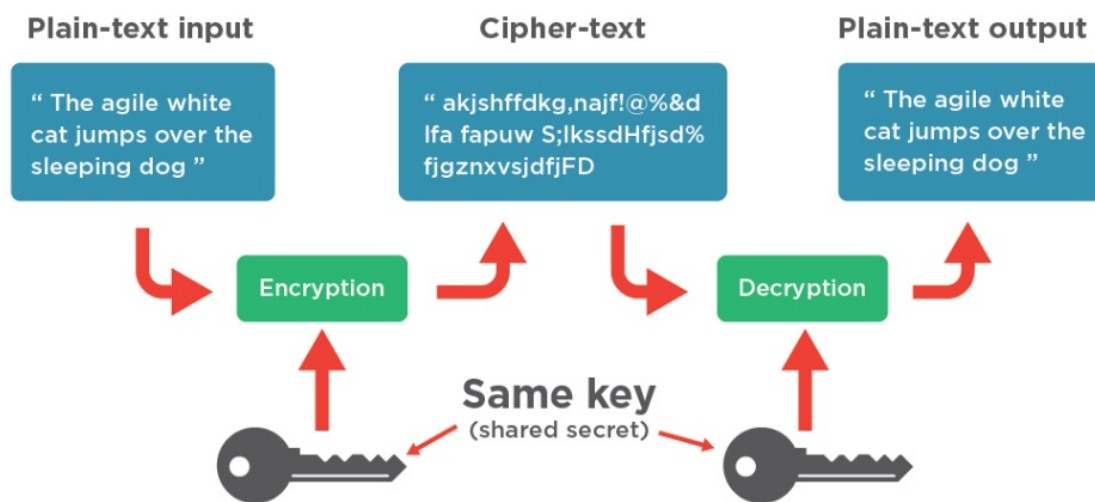 Plain-text input
Cipher-text
Plain-text output
“ The agile white
cat jumps over the
sleeping dog ”
“ akjshffdkg,najf!@%&d
lfa fapuw S;lkssdHfjsd%
fjgznxvsjdfjFD
“ The agile white
cat jumps over the
sleeping dog ”
Encryption
Decryption
Same key
(shared secret)